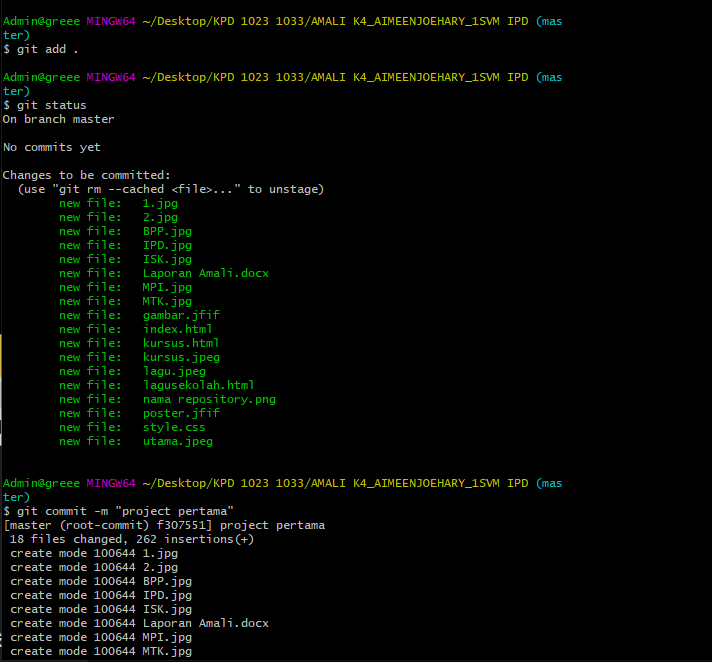 Admin@greee MINGW64 ~/Desktop/KPD 1023 1033/AMALI K4_AIMEENJOEHARY_1SVM IPD (mas
ter)
$ git add .
Admin@greee MINGW64 ~/Desktop/KPD 1023 1033/AMALI K4_AIMEENJOEHARY_1SVM IPD (mas
ter)
$ git status
On branch master
No commits yet
Changes to be committed:
  (use "git rm --cached <file>..." to unstage)
        new file:   1.jpg
        new file:   2.jpg
        new file:   BPP.jpg
        new file:   IPD.jpg
        new file:   ISK.jpg
        new file:   Laporan Amali.docx
        new file:   MPI.jpg
        new file:   MTK.jpg
        new file:   gambar.jfif
        new file:   index.html
        new file:   kursus.html
        new file:   kursus.jpeg
        new file:   lagu.jpeg
        new file:   lagusekolah.html
        new file:   nama repository.png
        new file:   poster.jfif
        new file:   style.css
        new file:   utama.jpeg
Admin@greee MINGW64 ~/Desktop/KPD 1023 1033/AMALI K4_AIMEENJOEHARY_1SVM IPD (mas
ter)
$ git commit -m "project pertama"
[master (root-commit) f307551] project pertama
 18 files changed, 262 insertions(+)
 create mode 100644 1.jpg
 create mode 100644 2.jpg
 create mode 100644 BPP.jpg
 create mode 100644 IPD.jpg
 create mode 100644 ISK.jpg
 create mode 100644 Laporan Amali.docx
 create mode 100644 MPI.jpg
 create mode 100644 MTK.jpg